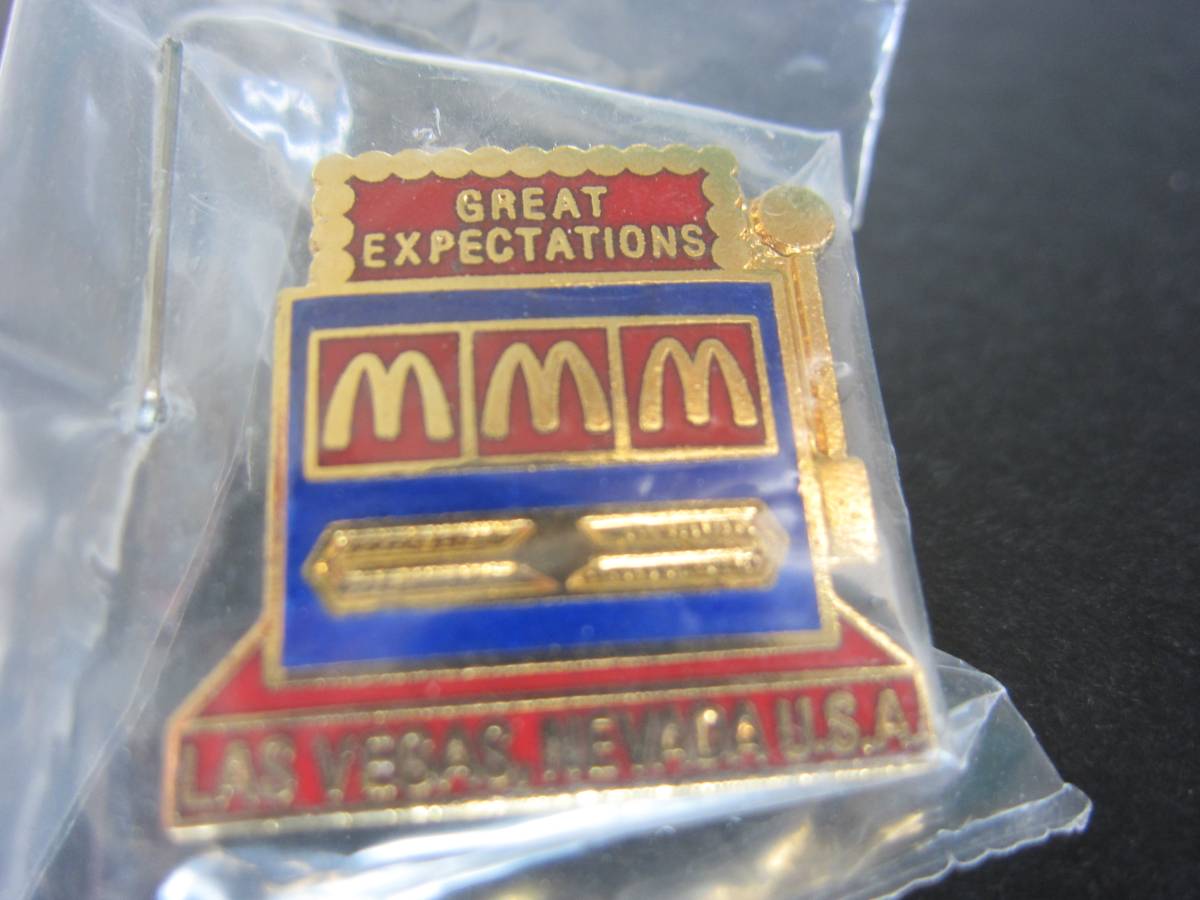 GREAT
EXPECTATIONS
M M M
LAS VEGAS, NEVADA U.S.A.